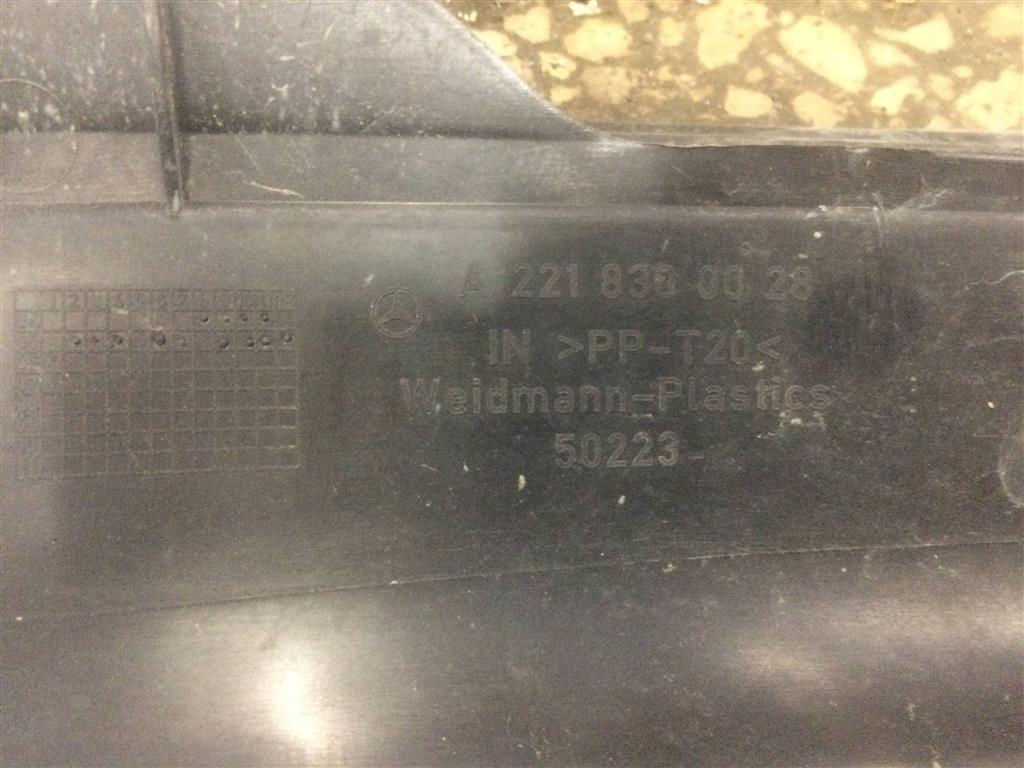 A 221 830 00 28
IN >PP-T20<
Weidmann-Plastics
50223